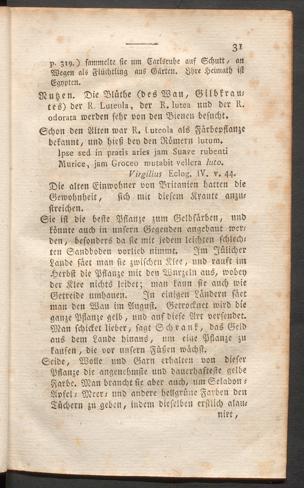 31
p. 319.) sammelte sie um Carlsruhe auf Schutt, an
Wegen als Flüchtling aus Gärten. Ihre Heimath ist
Egypten.
Nutzen. Die Blüthe (des Wau, Gilbkrau-
tes) der R. Luteola, der R. lutea und der R.
odorata werden sehr von den Bienen besucht.
Schon den Alten war R. Luteola als Färbepflanze
bekannt, und hieß bey den Römern lutum.
Ipse sed in pratis aries jam Suave rubenti
Murice, jam Croceo mutabit vellera luto.
Virgilius Eclog. IV. v. 44.
Die alten Einwohner von Britanien hatten die
Gewohnheit, sich mit diesem Kraute anzu-
streichen.
Sie ist die beste Pflanze zum Gelbfärben, und
könnte auch in unsern Gegenden angebaut wer-
den, besonders da sie mit jedem leichten schlech-
ten Sandboden vorlieb nimmt. Im Jülicher
Lande säet man sie zwischen Klee, und rauft im
Herbst die Pflanze mit den Wurzeln aus, wobey
der Klee nichts leidet; man kann sie auch wie
Getreide umhauen. In einigen Ländern säet
man den Wau im August. Getrocknet wird die
ganze Pflanze gelb, und auf diese Art versendet.
Man schicket lieber, sagt Schrank, das Geld
aus dem Lande hinaus, um eine Pflanze zu
kaufen, die vor unsern Füßen wächst.
Seide, Wolle und Garn erhalten von dieser
Pflanze die angenehmste und dauerhafteste gelbe
Farbe. Man braucht sie aber auch, um Seladon-
Apfel- Meer- und andere hellgrüne Farben den
Tüchern zu geben, indem dieselben erstlich alau-
nirt,